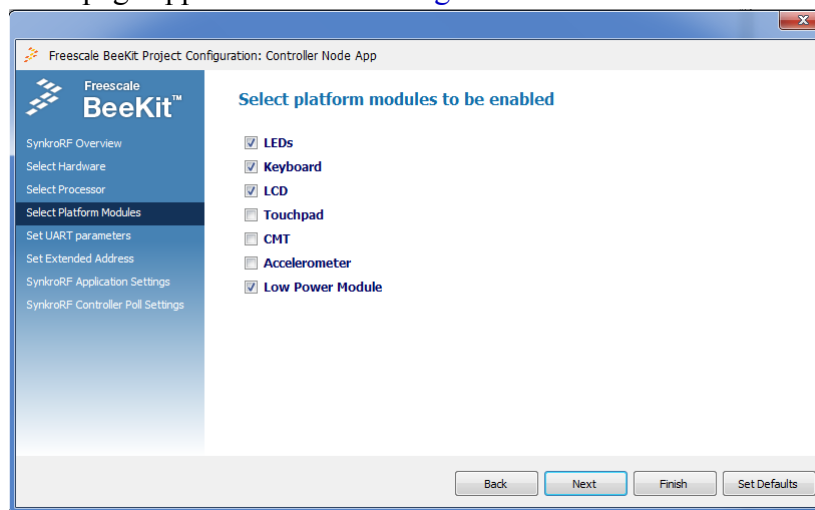 Freescale BeeKit Project Configuration: Controller Node App
Freescale
BeeKit™
SynkroRF Overview
Select Hardware
Select Processor
Select Platform Modules
Set UART parameters
Set Extended Address
SynkroRF Application Settings
SynkroRF Controller Poll Settings
Select platform modules to be enabled
LEDs
Keyboard
LCD
Touchpad
CMT
Accelerometer
Low Power Module
Back Next Finish Set Defaults